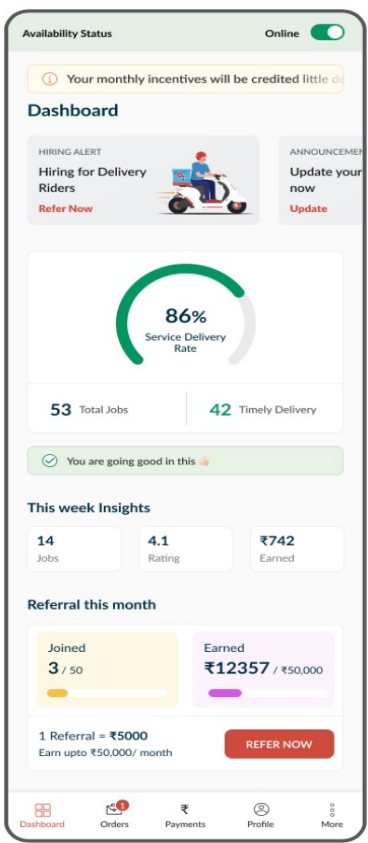 Availability Status Online
Your monthly incentives will be credited little
Dashboard
HIRING ALERT
Hiring for Delivery
Riders
Refer Now
ANNOUNCEMEN
Update your
now
Update
86%
Service Delivery
Rate
53 Total Jobs
42 Timely Delivery
You are going good in this 👍🏻
This week Insights
14
Jobs
4.1
Rating
₹742
Earned
Referral this month
Joined
3 / 50
Earned
₹12357 / ₹50,000
1 Referral = ₹5000
Earn upto ₹50,000/ month
REFER NOW
1
Dashboard Orders ₹ Payments Profile More